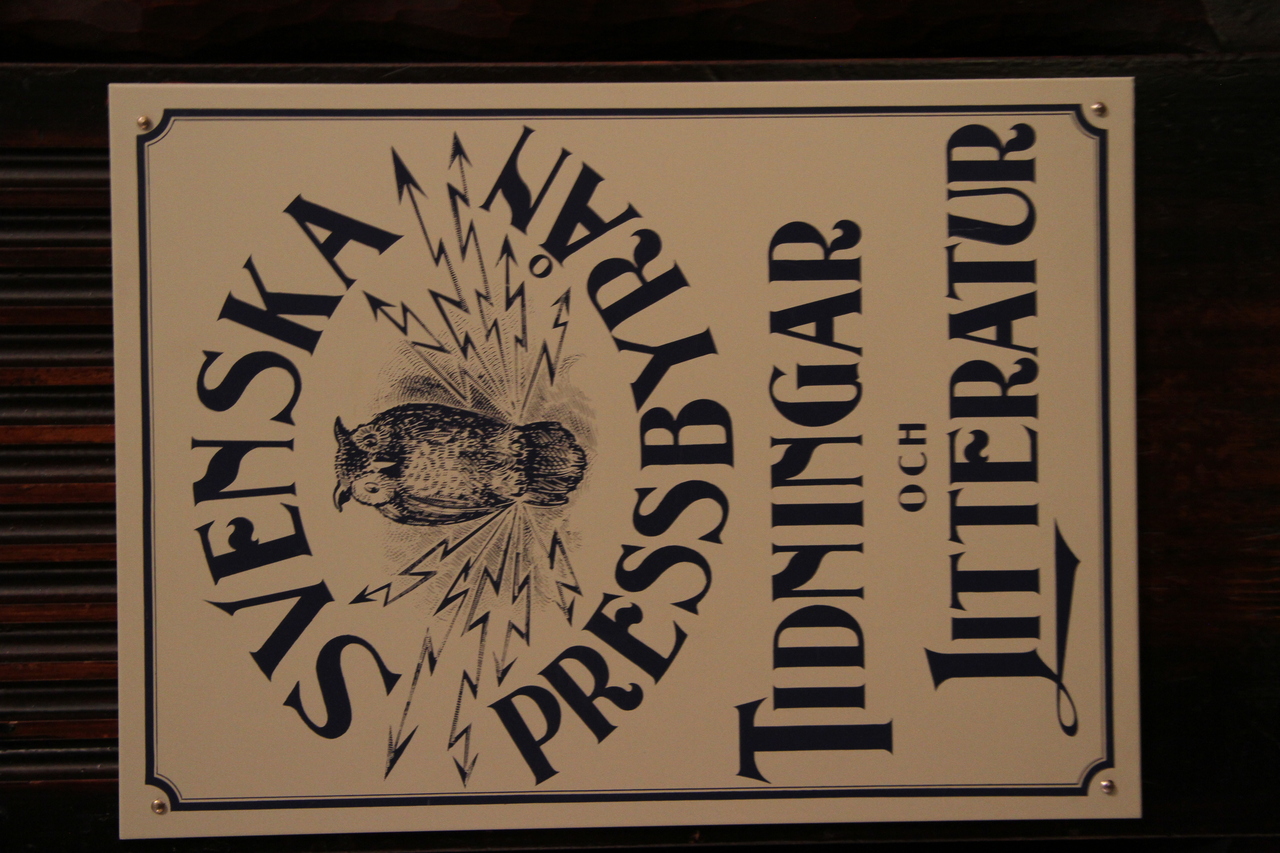 SVENSKA
PRESSBYRÅN
TIDNINGAR
OCH
LITTERATUR